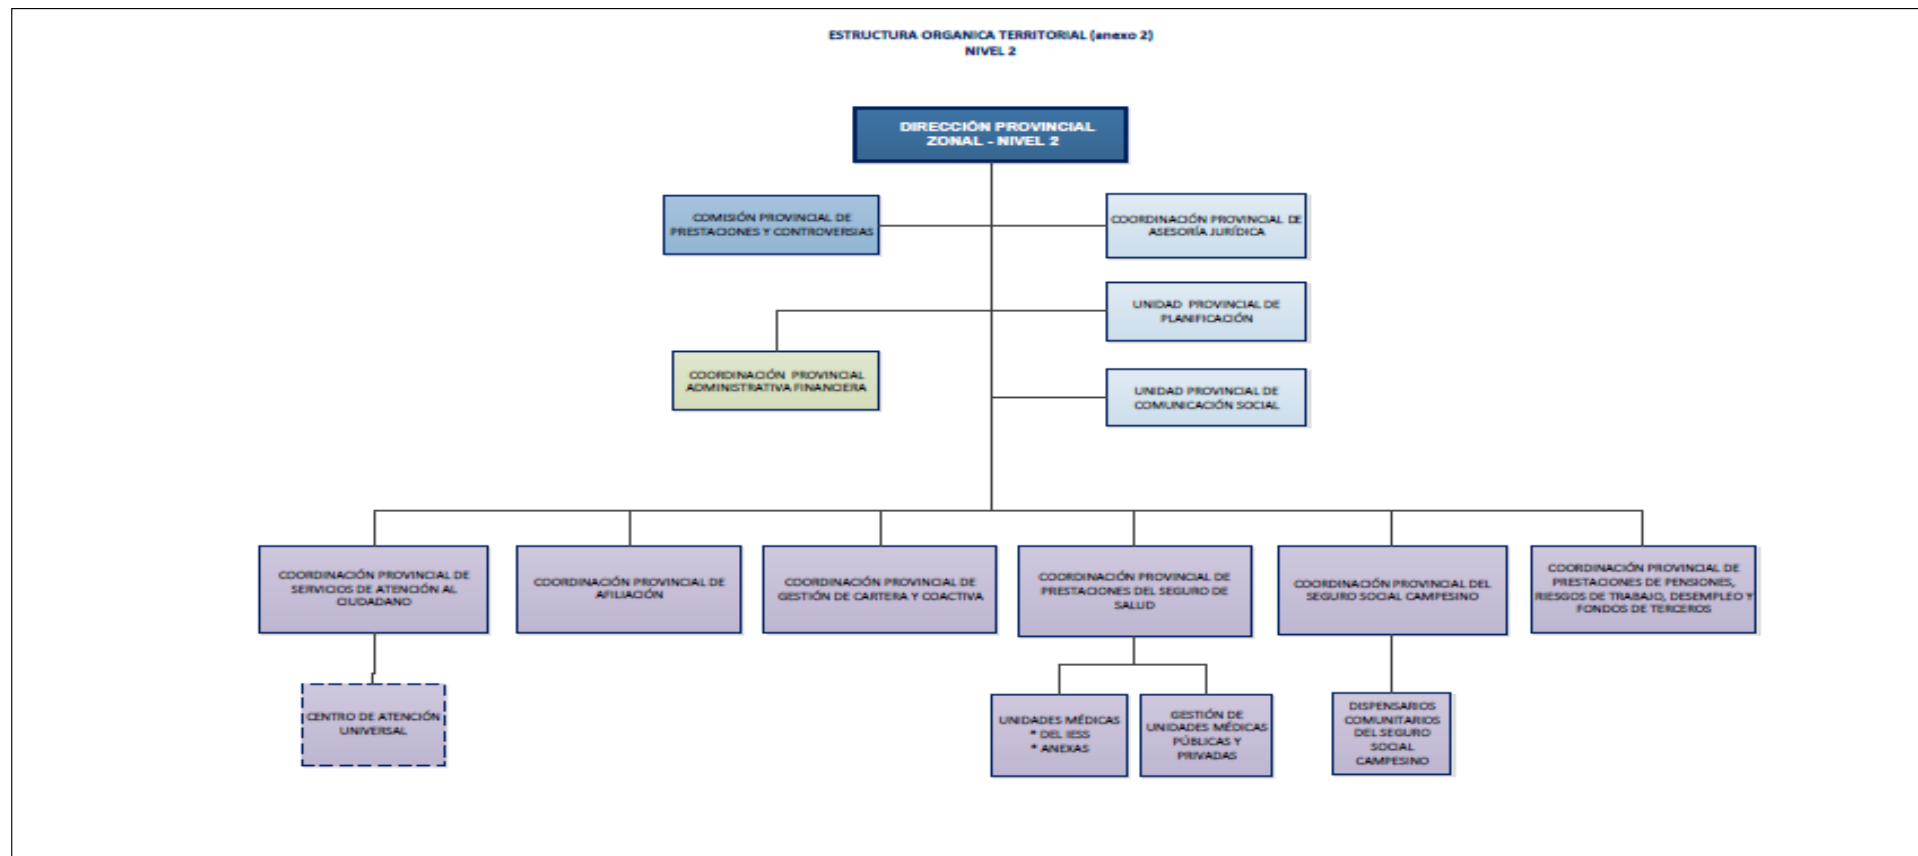 ESTRUCTURA ORGANICA TERRITORIAL (anexo 2)
NIVEL 2
DIRECCIÓN PROVINCIAL
ZONAL - NIVEL 2
COMISIÓN PROVINCIAL DE
PRESTACIONES Y CONTROVERSIAS
COORDINACIÓN PROVINCIAL DE
ASESORÍA JURÍDICA
UNIDAD PROVINCIAL DE
PLANIFICACIÓN
COORDINACIÓN PROVINCIAL
ADMINISTRATIVA FINANCIERA
UNIDAD PROVINCIAL DE
COMUNICACIÓN SOCIAL
COORDINACIÓN PROVINCIAL DE
SERVICIOS DE ATENCIÓN AL
CIUDADANO
COORDINACIÓN PROVINCIAL DE
AFILIACIÓN
COORDINACIÓN PROVINCIAL DE
GESTIÓN DE CARTERA Y COACTIVA
COORDINACIÓN PROVINCIAL DE
PRESTACIONES DEL SEGURO DE
SALUD
COORDINACIÓN PROVINCIAL DEL
SEGURO SOCIAL CAMPESINO
COORDINACIÓN PROVINCIAL DE
PRESTACIONES DE PENSIONES,
RIESGOS DE TRABAJO, DESEMPLEO Y
FONDOS DE TERCEROS
CENTRO DE ATENCIÓN
UNIVERSAL
UNIDADES MÉDICAS
* DEL IESS
* ANEXAS
GESTIÓN DE
UNIDADES MÉDICAS
PÚBLICAS Y
PRIVADAS
DISPENSARIOS
COMUNITARIOS
DEL SEGURO
SOCIAL
CAMPESINO